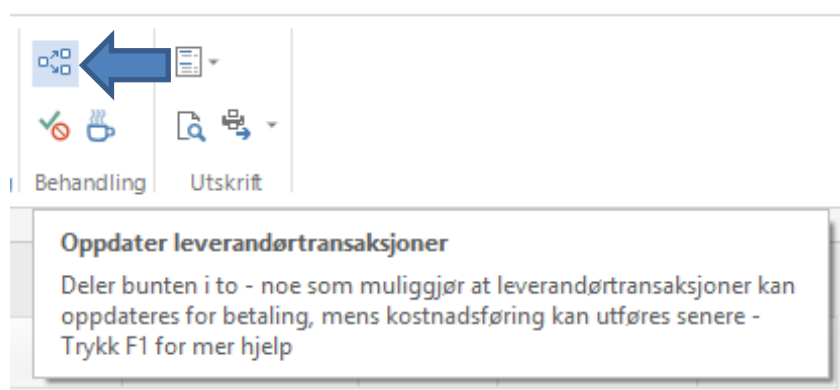 Behandling
Utskrift
Oppdater leverandørtransaksjoner
Deler bunten i to - noe som muliggjør at leverandørtransaksjoner kan
oppdateres for betaling, mens kostnadsføring kan utføres senere -
Trykk F1 for mer hjelp